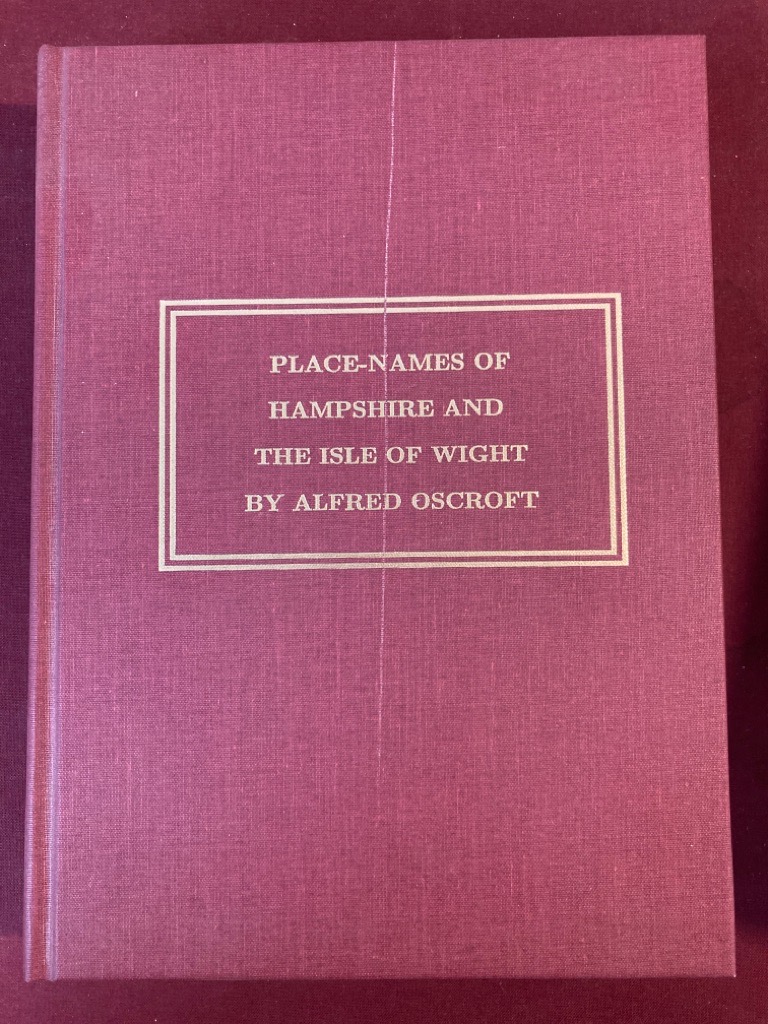 PLACE-NAMES OF
HAMPSHIRE AND
THE ISLE OF WIGHT
BY ALFRED OSCROFT